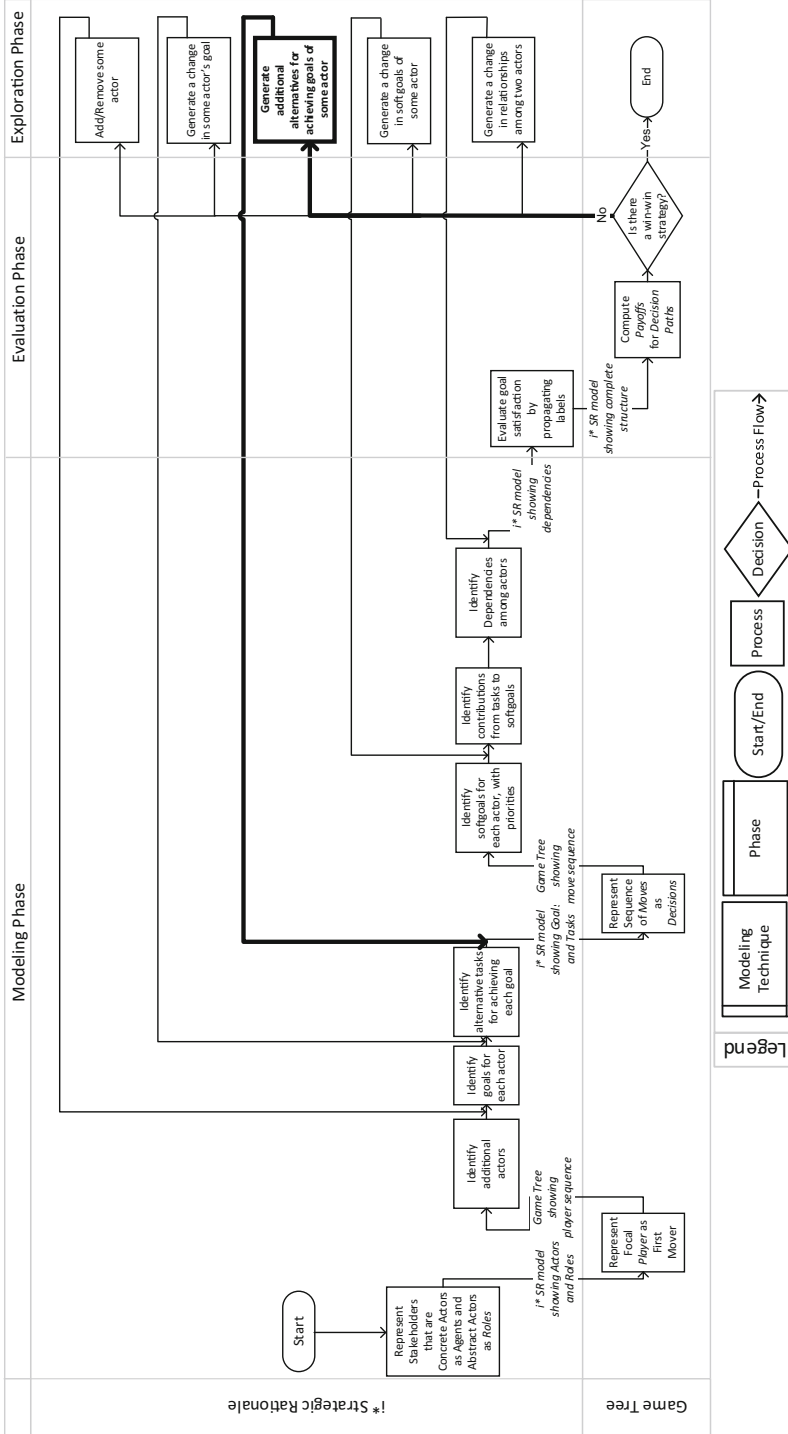 Modeling Phase
Evaluation Phase
Exploration Phase
i* Strategic Rationale
Game Tree
Start
Represent
Stakeholders
that are
Concrete Actors
as Agents and
Abstract Actors
as Roles
i* SR model
showing Actors
and Roles
Represent
Focal
Player as
First
Mover
Game Tree
showing
player sequence
Identify
additional
actors
Identify
goals for
each actor
Identify
alternative tasks
for achieving
each goal
i* SR model
showing Goals
and Tasks
Represent
Sequence
of Moves
as
Decisions
Game Tree
showing
move sequence
Identify
softgoals for
each actor, with
priorities
Identify
contributions
from tasks to
softgoals
Identify
Dependencies
among actors
i* SR model
showing
dependencies
Evaluate goal
satisfaction
by
propagating
labels
i* SR model
showing complete
structure
Compute
Payoffs
for Decision
Paths
Is there
a win-win
strategy?
No
Yes
End
Add/Remove some
actor
Generate a change
in some actor's goal
Generate
additional
alternatives for
achieving goals of
some actor
Generate a change
in soft goals of
some actor
Generate a change
in relationships
among two actors
Legend
Modeling
Technique
Phase
Start/End
Process
Decision
Process Flow